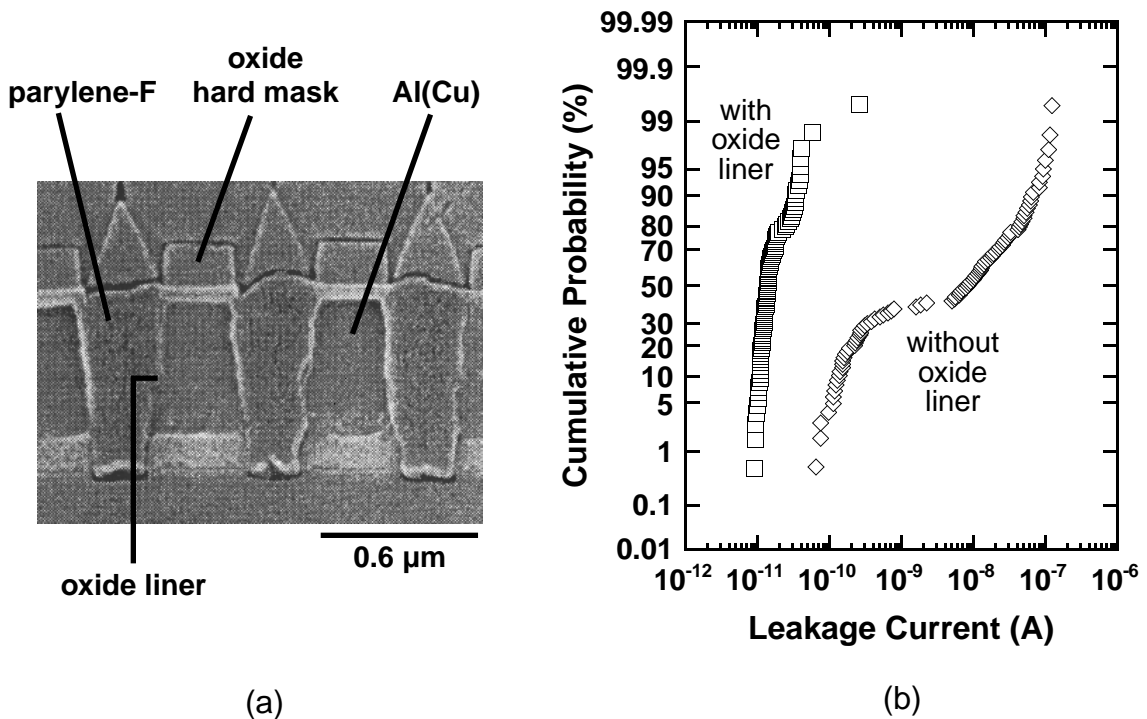 oxide
parylene-F hard mask Al(Cu)
0.6 µm
oxide liner
(a)
Cumulative Probability (%)
99.99
99.9
99
95
90
80
70
50
30
20
10
5
1
0.1
0.01
with
oxide
liner
without
oxide
liner
10⁻¹² 10⁻¹¹ 10⁻¹⁰ 10⁻⁹ 10⁻⁸ 10⁻⁷ 10⁻⁶
Leakage Current (A)
(b)